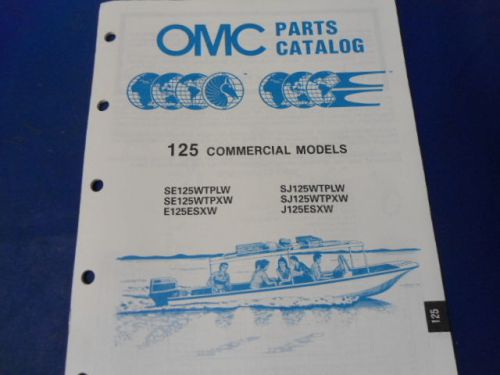 OMC PARTS
CATALOG
125 COMMERCIAL MODELS
SE125WTPLW SJ125WTPLW
SE125WTPXW SJ125WTPXW
E125ESXW J125ESXW
125